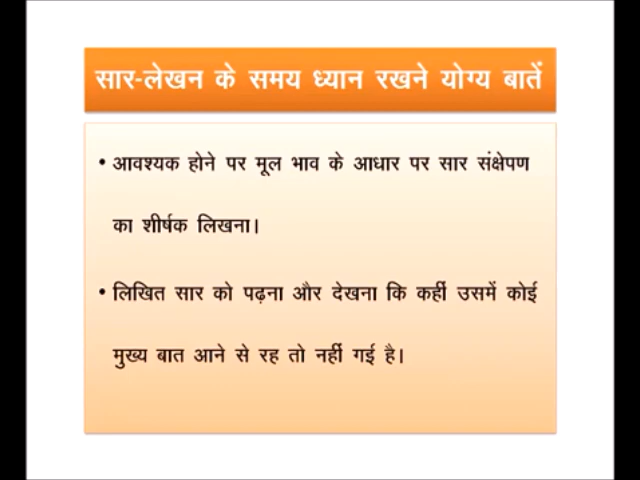 सार-लेखन के समय ध्यान रखने योग्य बातें
• आवश्यक होने पर मूल भाव के आधार पर सार संक्षेपण
का शीर्षक लिखना।
• लिखित सार को पढ़ना और देखना कि कहीं उसमें कोई
मुख्य बात आने से रह तो नहीं गई है।